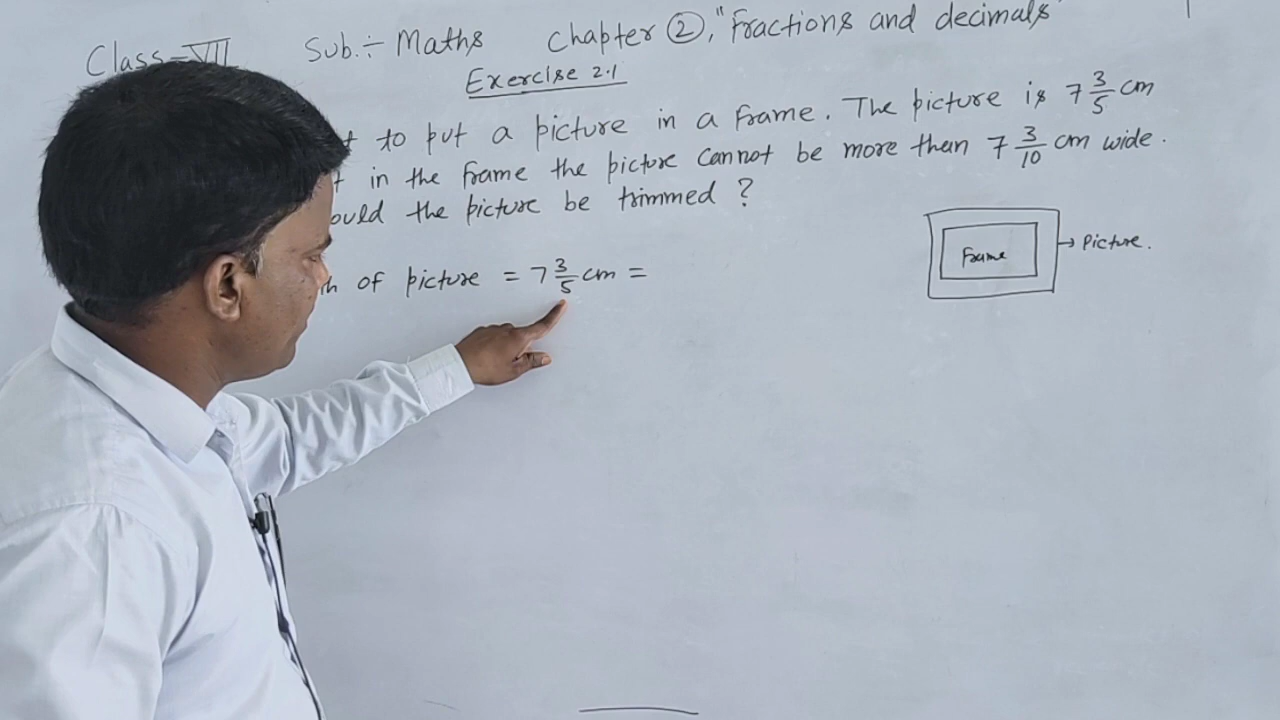 Class-VII Sub.÷ Maths Chapter ②, "Fractions and decimals"
Exercise 2.1
to put a picture in a frame. The picture is 7 3/5 cm
in the frame the picture cannot be more then 7 3/10 cm wide.
the picture be trimmed ?
of picture = 7 3/5 cm =
Frame
→ Picture.